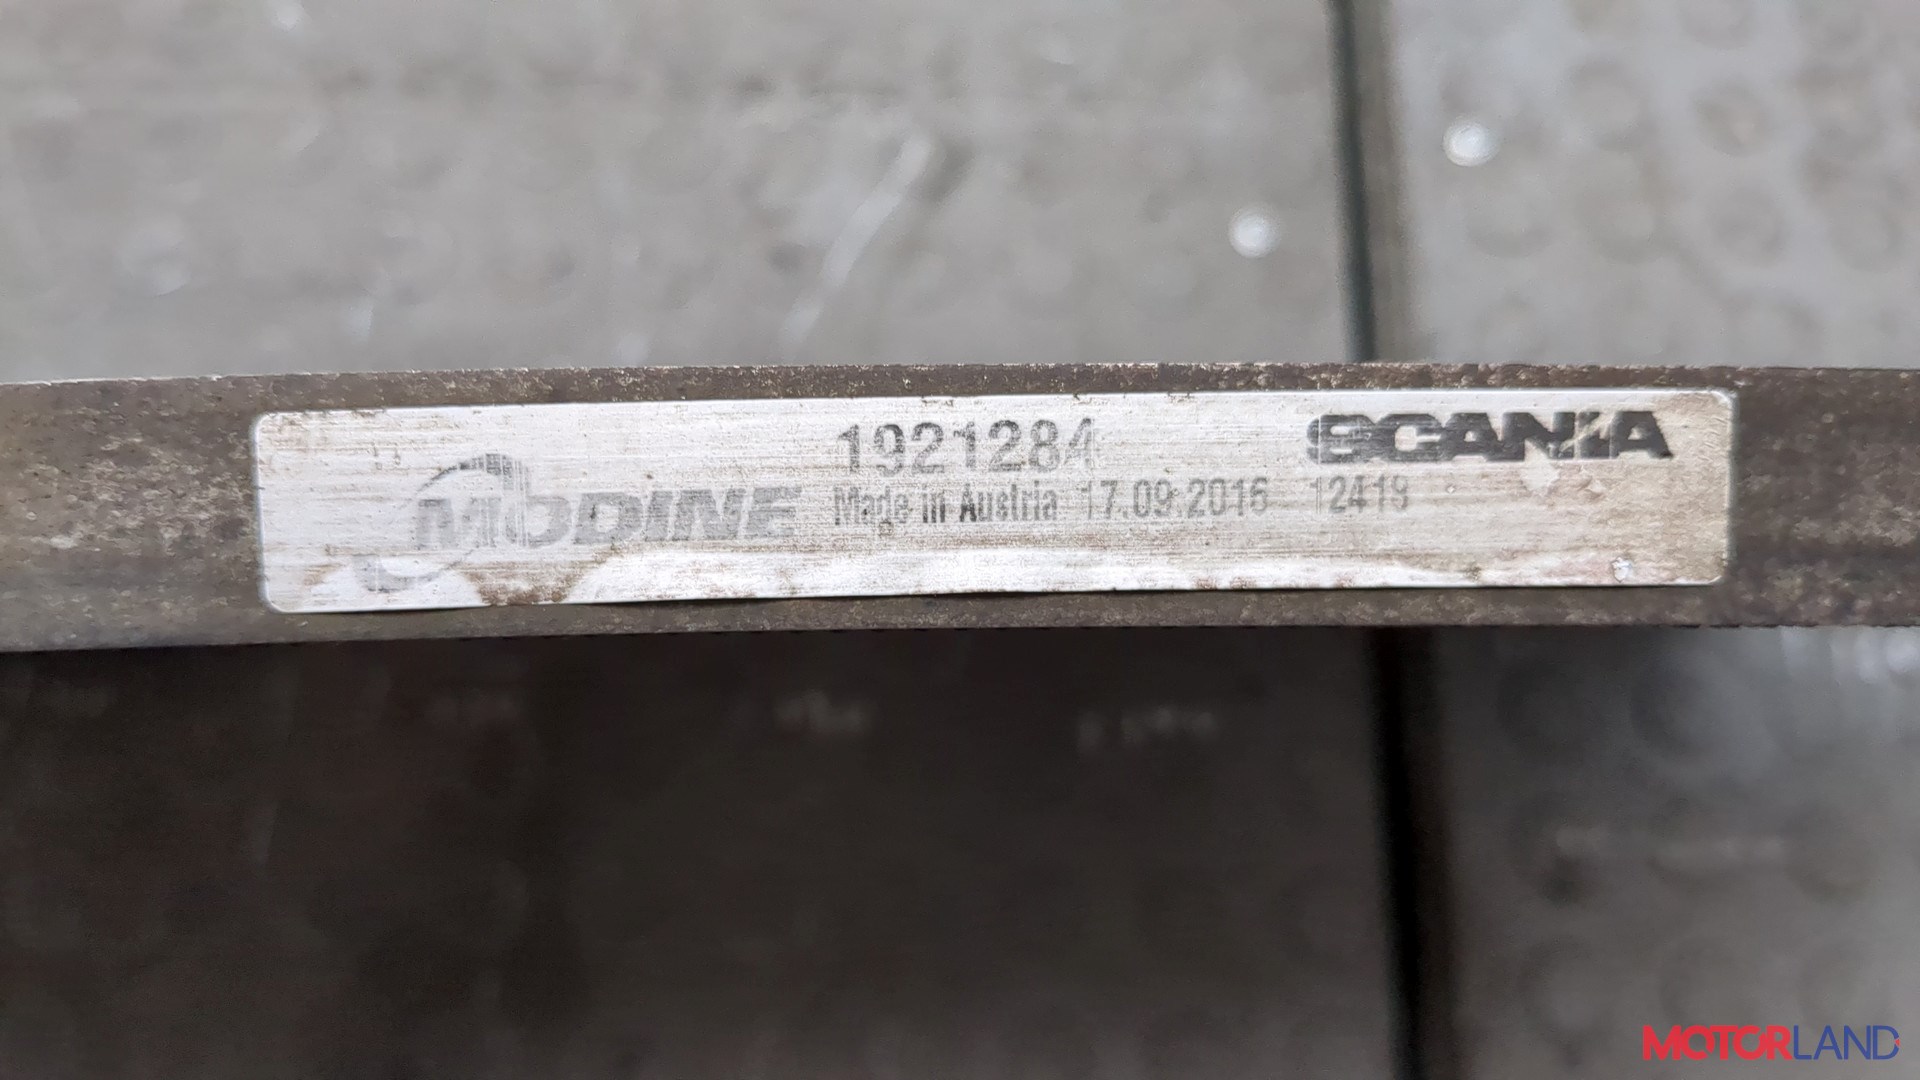 1921284
SCANIA
MODINE
Made in Austria 17.09.2016 12419
MOTORLAND